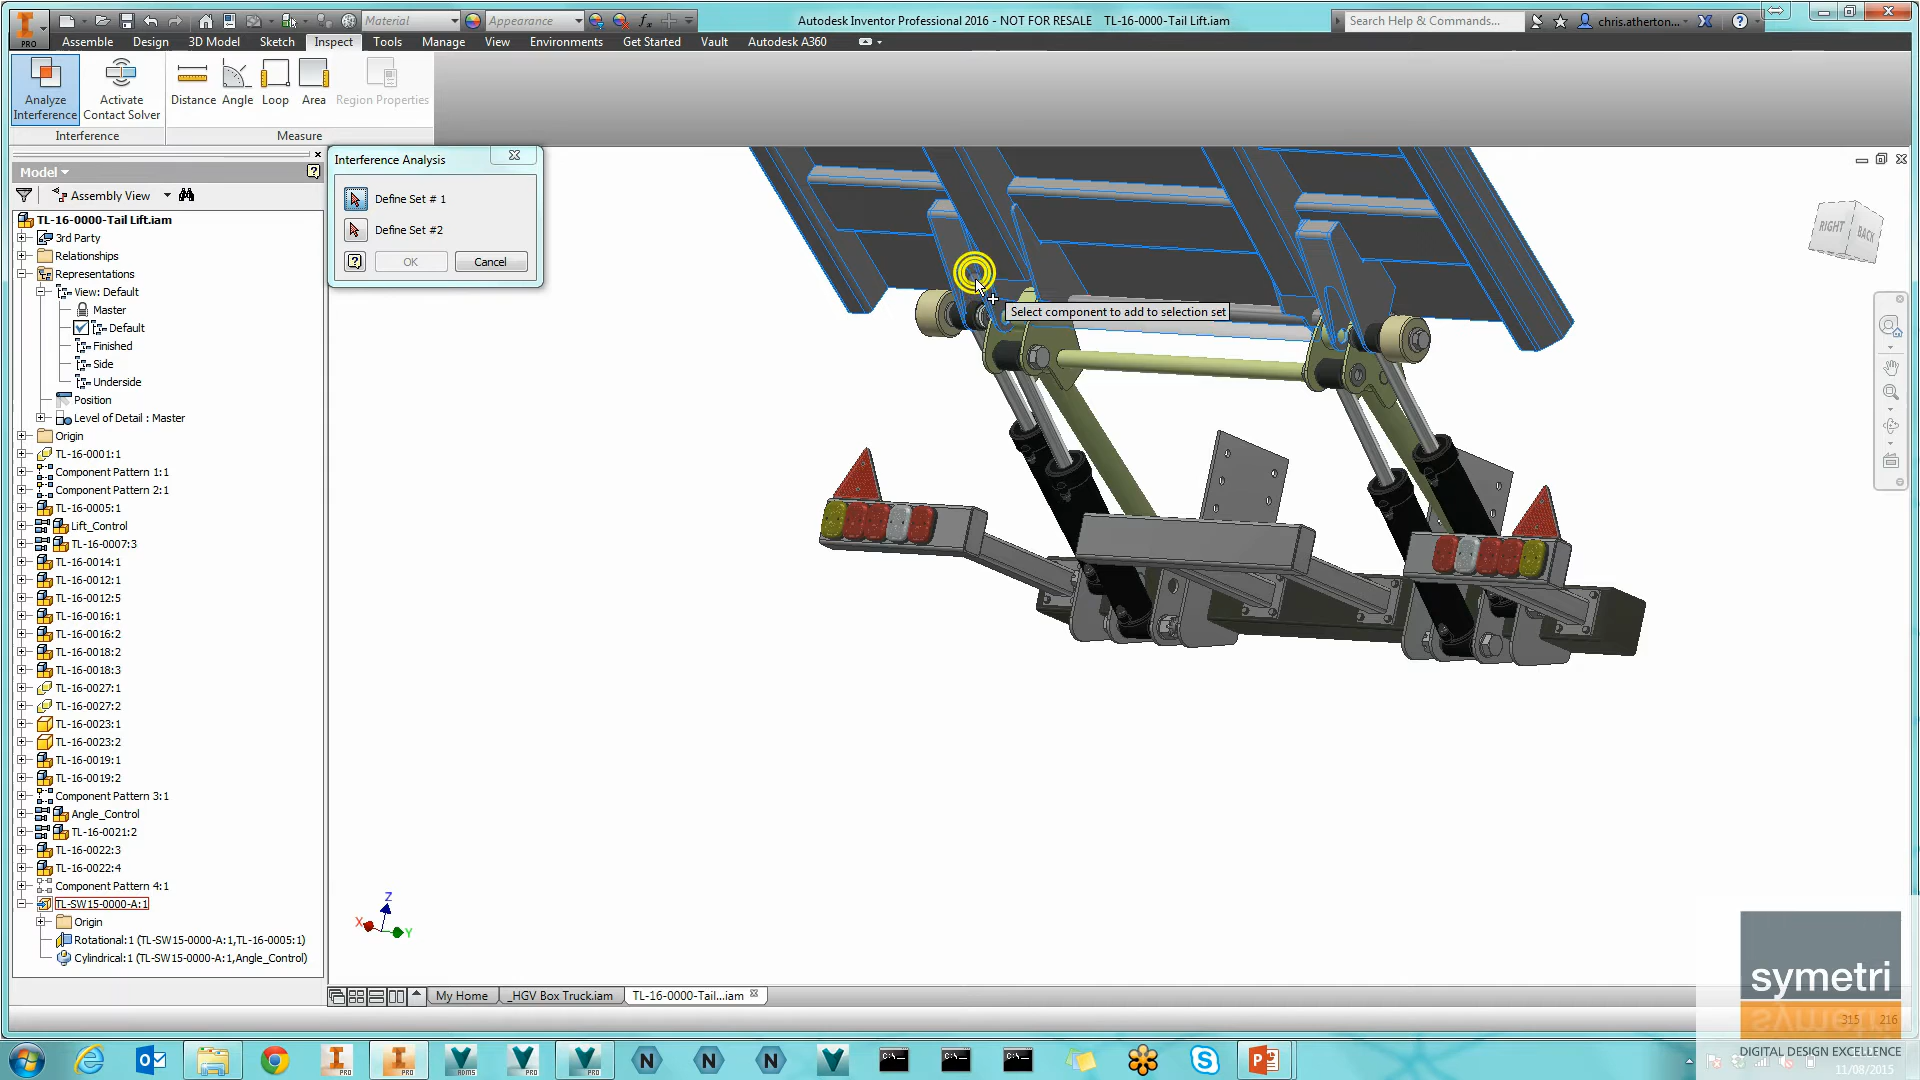 Material
Appearance
Autodesk Inventor Professional 2016 - NOT FOR RESALE TL-16-0000-Tail Lift.iam
Search Help & Commands...
chris.atherton...
PRO
Assemble Design 3D Model Sketch Inspect Tools Manage View Environments Get Started Vault Autodesk A360
Analyze Interference
Activate Contact Solver
Distance Angle Loop Area Region Properties
Interference
Measure
Model
Assembly View
TL-16-0000-Tail Lift.iam
3rd Party
Relationships
Representations
View: Default
Master
Default
Finished
Side
Underside
Position
Level of Detail : Master
Origin
TL-16-0001:1
Component Pattern 1:1
Component Pattern 2:1
TL-16-0005:1
Lift_Control
TL-16-0007:3
TL-16-0014:1
TL-16-0012:1
TL-16-0012:5
TL-16-0016:1
TL-16-0016:2
TL-16-0018:2
TL-16-0018:3
TL-16-0027:1
TL-16-0027:2
TL-16-0023:1
TL-16-0023:2
TL-16-0019:1
TL-16-0019:2
Component Pattern 3:1
Angle_Control
TL-16-0021:2
TL-16-0022:3
TL-16-0022:4
Component Pattern 4:1
TL-SW15-0000-A:1
Origin
Rotational:1 (TL-SW15-0000-A:1,TL-16-0005:1)
Cylindrical:1 (TL-SW15-0000-A:1,Angle_Control)
Interference Analysis
Define Set # 1
Define Set #2
OK
Cancel
Select component to add to selection set
RIGHT
BACK
Z
X
Y
My Home
_HGV Box Truck.iam
TL-16-0000-Tail...iam
symetri
315 216
DIGITAL DESIGN EXCELLENCE
11/08/2015